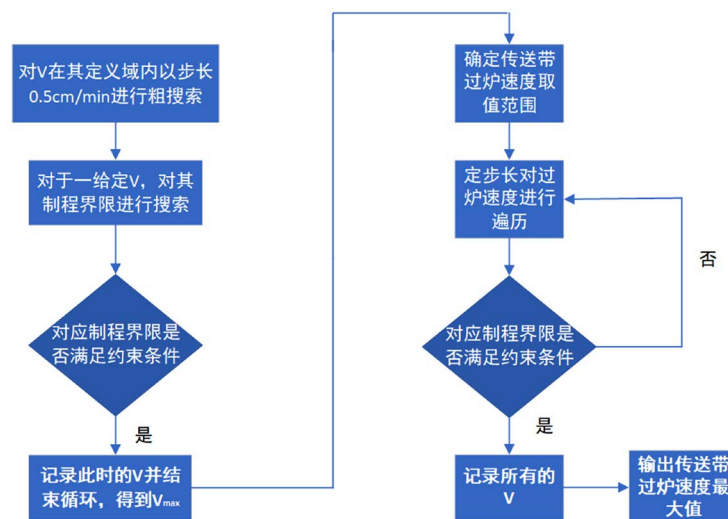 对V在其定义域内以步长
0.5cm/min进行粗搜索
对于一给定V，对其
制程界限进行搜索
对应制程界限是
否满足约束条件
是
记录此时的V并结
束循环，得到Vmax
确定传送带
过炉速度取
值范围
定步长对过
炉速度进行
遍历
否
对应制程界限是
否满足约束条件
是
记录所有的
V
输出传送带
过炉速度最
大值